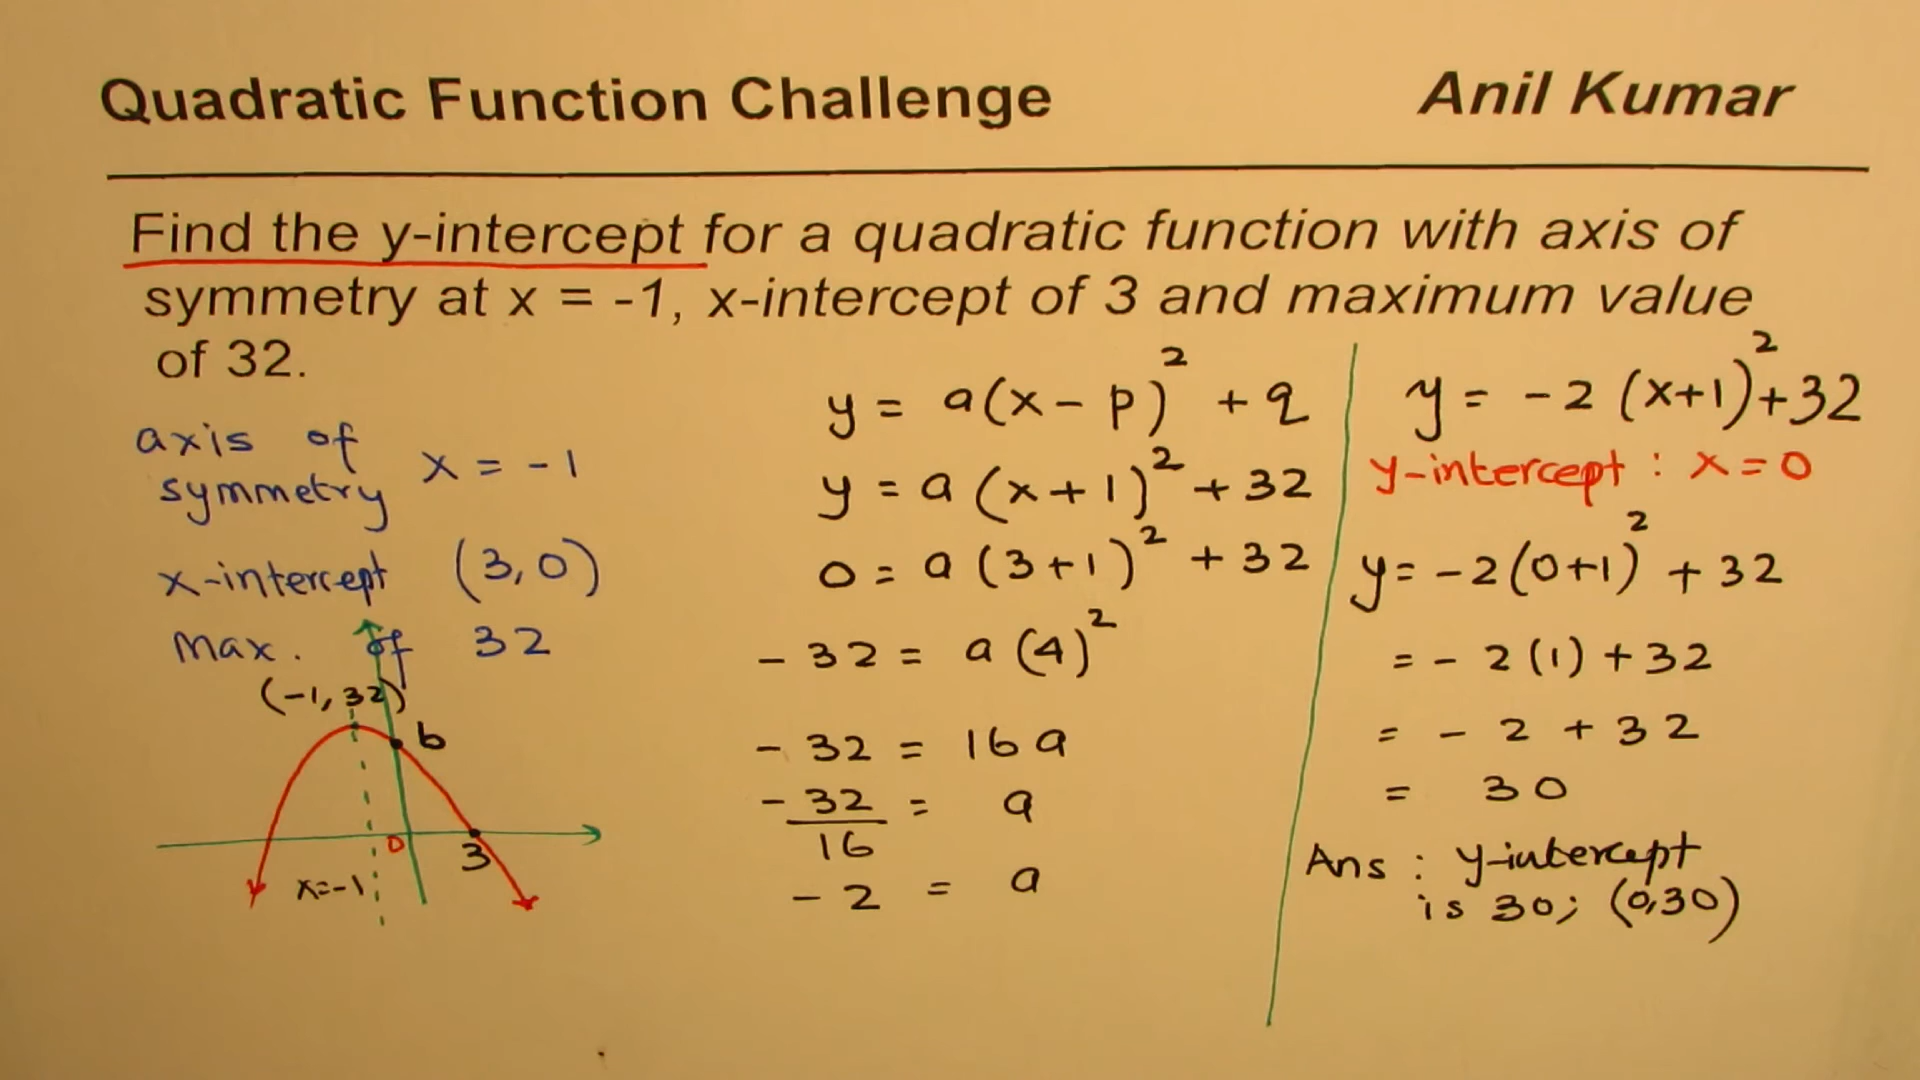 Quadratic Function Challenge
Anil Kumar
Find the y-intercept for a quadratic function with axis of
symmetry at x = -1, x-intercept of 3 and maximum value
of 32.
axis of
symmetry x = -1
x-intercept (3,0)
Max. of 32
(-1, 32)
b
0
3
x=-1
y = a(x - p)² + q
y = a(x+1)² + 32
0 = a(3+1)² + 32
-32 = a(4)²
-32 = 16a
-32/16 = a
-2 = a
y = -2(x+1)²+32
y-intercept : x = 0
y = -2(0+1)² + 32
= -2(1) + 32
= -2 + 32
= 30
Ans : y-intercept
is 30; (0,30)